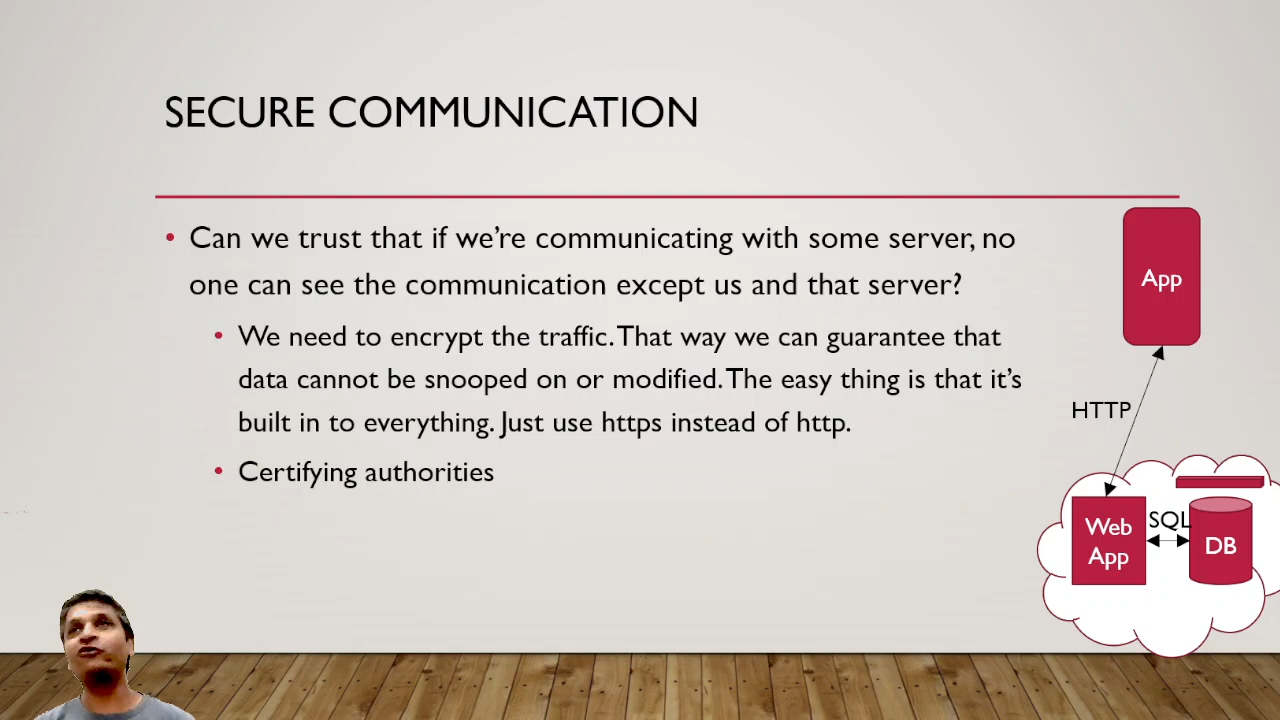 SECURE COMMUNICATION
• Can we trust that if we're communicating with some server, no
one can see the communication except us and that server?
• We need to encrypt the traffic. That way we can guarantee that
data cannot be snooped on or modified. The easy thing is that it's
built in to everything. Just use https instead of http.
• Certifying authorities
App
HTTP
Web
App
SQL
DB